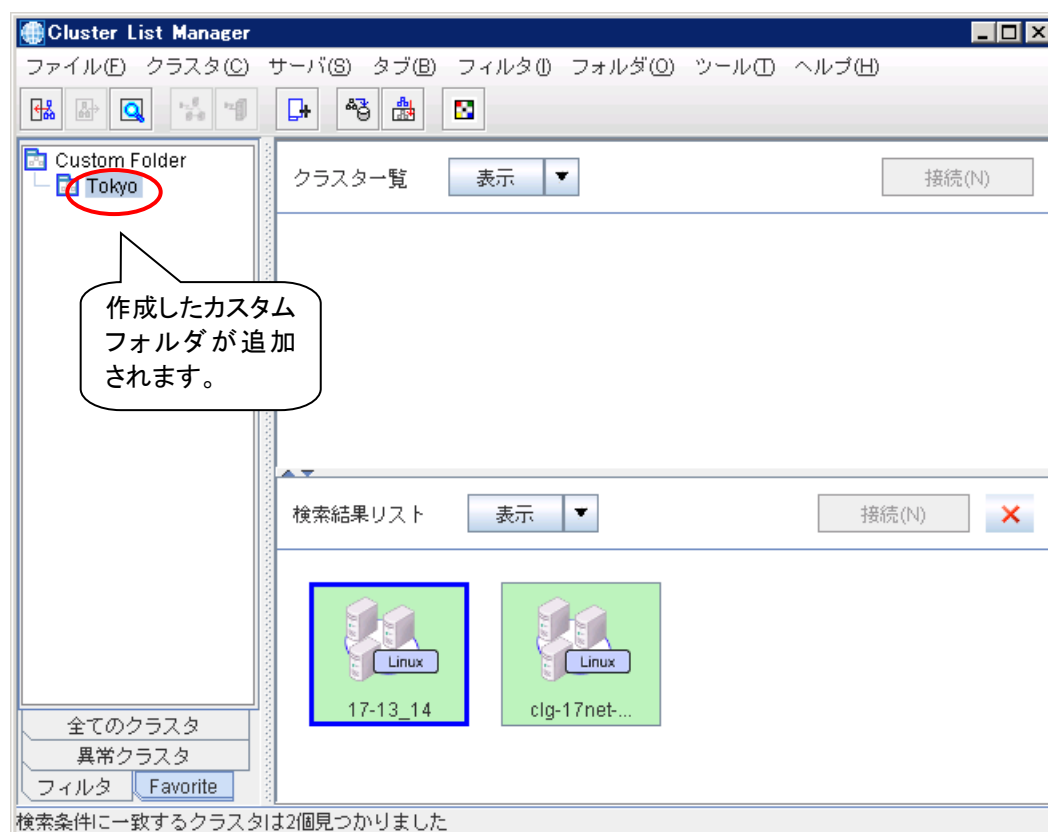 Cluster List Manager
ファイル(F) クラスタ(C) サーバ(S) タブ(B) フィルタ(I) フォルダ(O) ツール(T) ヘルプ(H)
Custom Folder
Tokyo
作成したカスタム
フォルダが追加
されます。
全てのクラスタ
異常クラスタ
フィルタ Favorite
クラスター覧 表示 接続(N)
検索結果リスト 表示 接続(N)
Linux Linux
17-13_14 clg-17net-...
検索条件に一致するクラスタは2個見つかりました